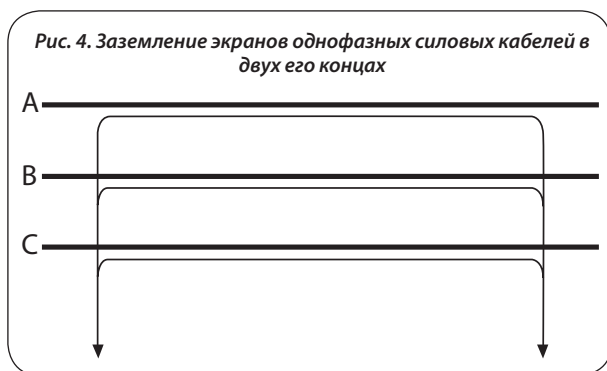 Рис. 4. Заземление экранов однофазных силовых кабелей в
двух его концах
A
B
C